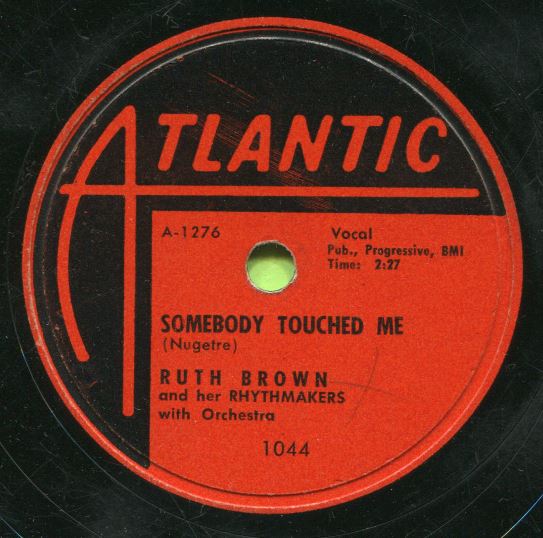 ATLANTIC
A-1276
Vocal
Pub., Progressive, BMI
Time: 2:27
SOMEBODY TOUCHED ME
(Nugetre)
RUTH BROWN
and her RHYTHMAKERS
with Orchestra
1044